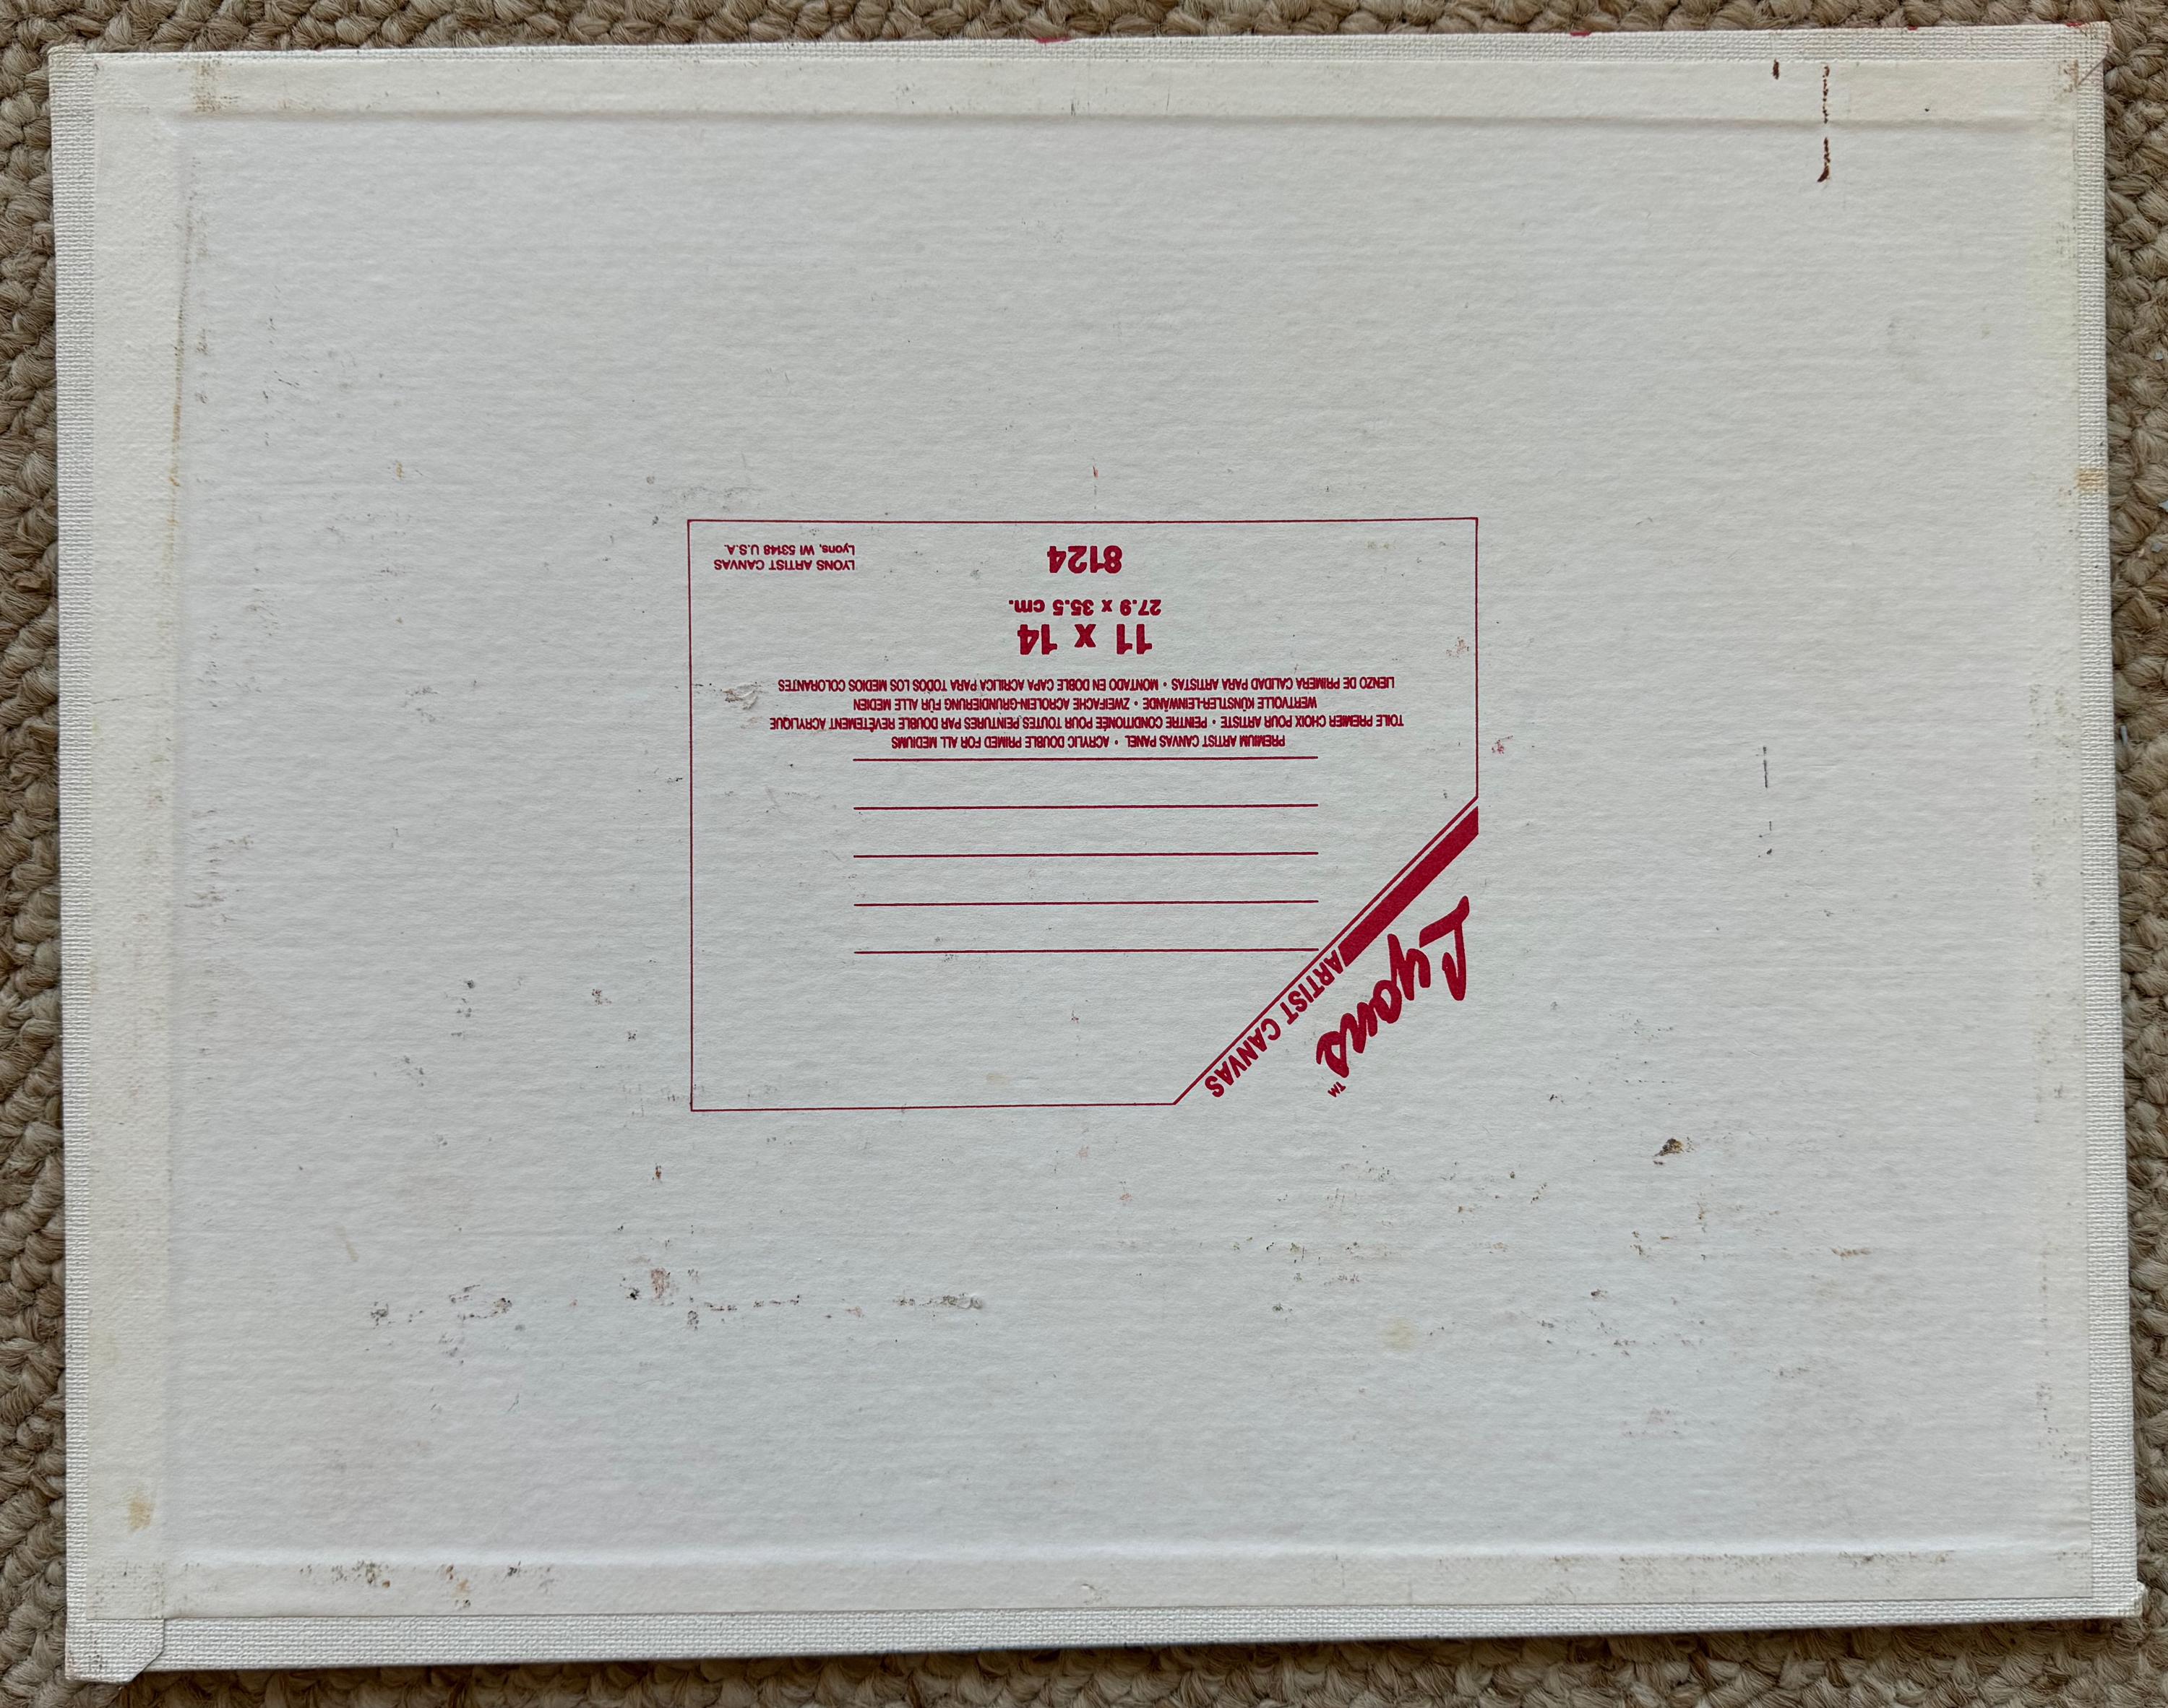 Lyons™
ARTIST CANVAS
PREMIUM ARTIST CANVAS PANEL • ACRYLIC DOUBLE PRIMED FOR ALL MEDIUMS
TOILE PREMIER CHOIX POUR ARTISTE • PEINTRE CONDITIONÉE POUR TOUTES PEINTURES PAR DOUBLE REVÊTEMENT ACRYLIQUE
WERTVOLLE KÜNSTLER-LEINWÄNDE • ZWEIFACHE ACROLEIN-GRUNDIERUNG FÜR ALLE MEDIEN
LIENZO DE PRIMERA CALIDAD PARA ARTISTAS • MONTADO EN DOBLE CAPA ACRILICA PARA TODOS LOS MEDIOS COLORANTES
11 x 14
27.9 x 35.5 cm.
8124
LYONS ARTIST CANVAS
Lyons, WI 53148 U.S.A.